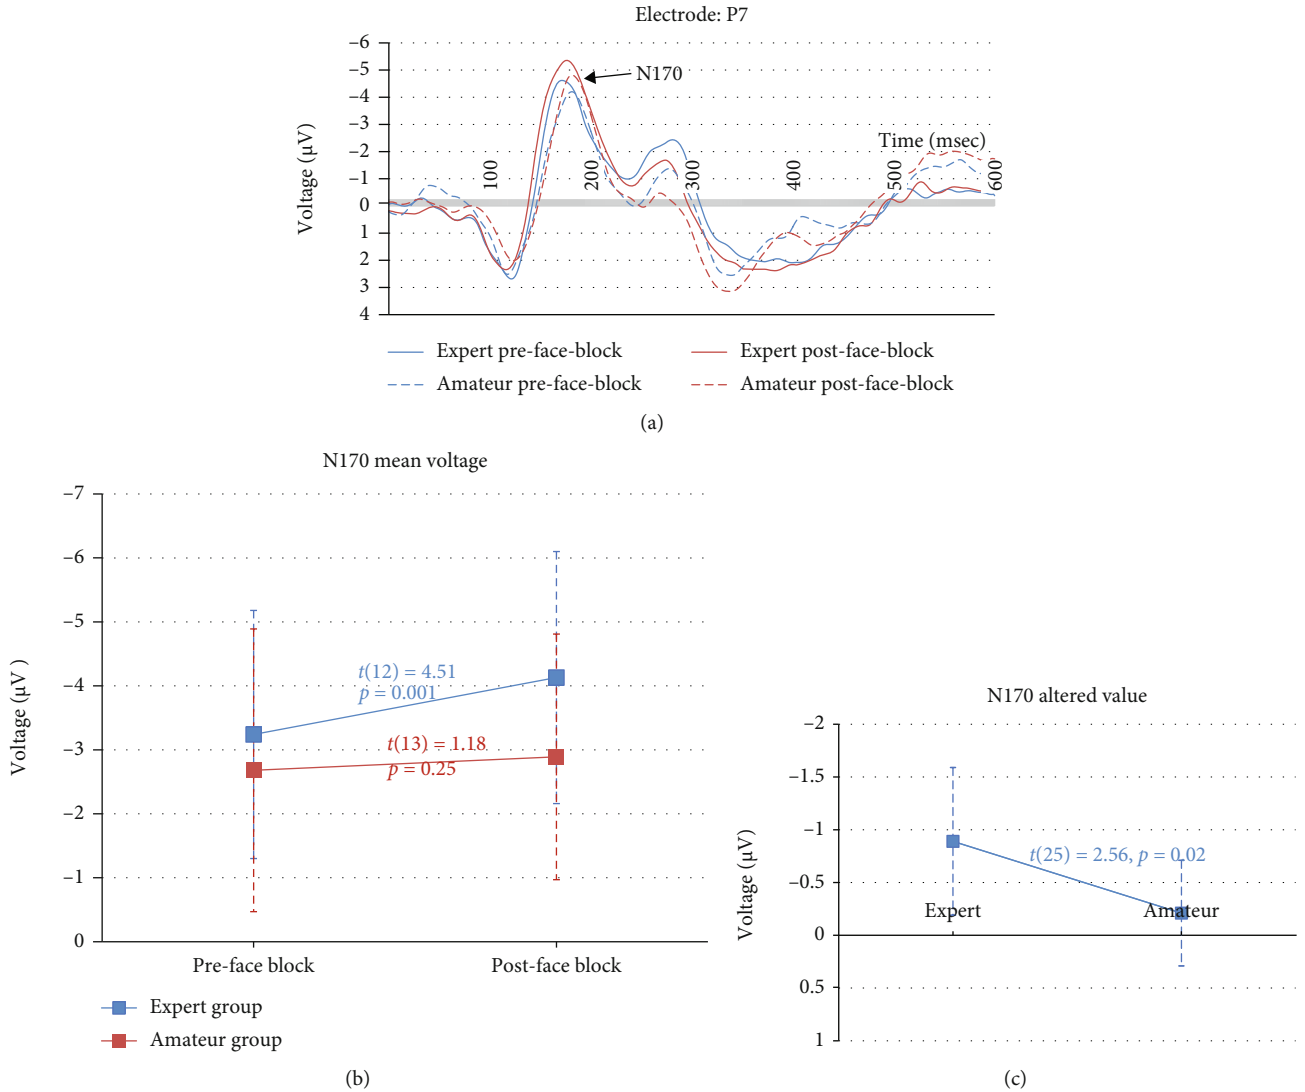 Electrode: P7
–6
–5
–4
–3
–2
–1
0
1
2
3
4
Voltage (μV)
N170
Time (msec)
100
200
300
400
500
600
Expert pre-face-block
Expert post-face-block
Amateur pre-face-block
Amateur post-face-block
(a)
N170 mean voltage
–7
–6
–5
–4
–3
–2
–1
0
Voltage (μV )
t(12) = 4.51
p = 0.001
t(13) = 1.18
p = 0.25
Pre-face block
Post-face block
Expert group
Amateur group
(b)
N170 altered value
–2
–1.5
–1
–0.5
0
0.5
1
Voltage (μV)
t(25) = 2.56, p = 0.02
Expert
Amateur
(c)